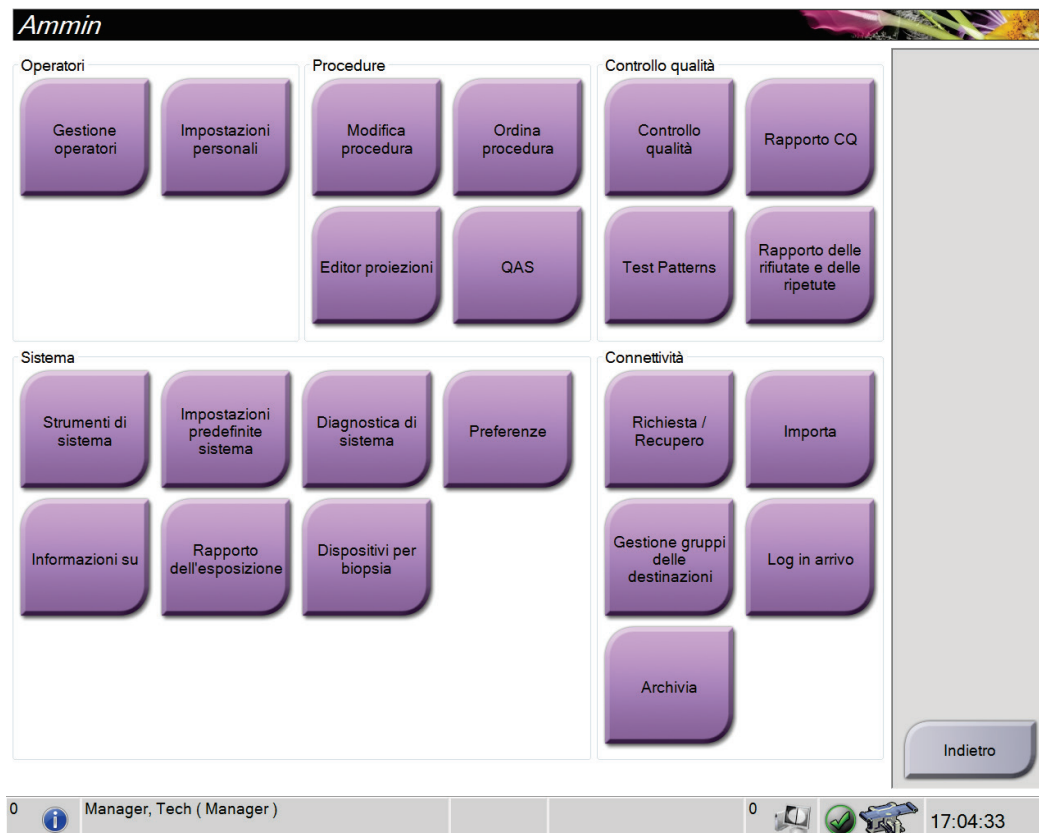 Ammin
Operatori
Gestione
operatori
Impostazioni
personali
Procedure
Modifica
procedura
Ordina
procedura
Editor proiezioni
QAS
Controllo qualità
Controllo
qualità
Rapporto CQ
Test Patterns
Rapporto delle
rifiutate e delle
ripetute
Sistema
Strumenti di
sistema
Impostazioni
predefinite
sistema
Diagnostica di
sistema
Preferenze
Informazioni su
Rapporto
dell'esposizione
Dispositivi per
biopsia
Connettività
Richiesta /
Recupero
Importa
Gestione gruppi
delle
destinazioni
Log in arrivo
Archivia
Indietro
0
Manager, Tech ( Manager )
0
17:04:33